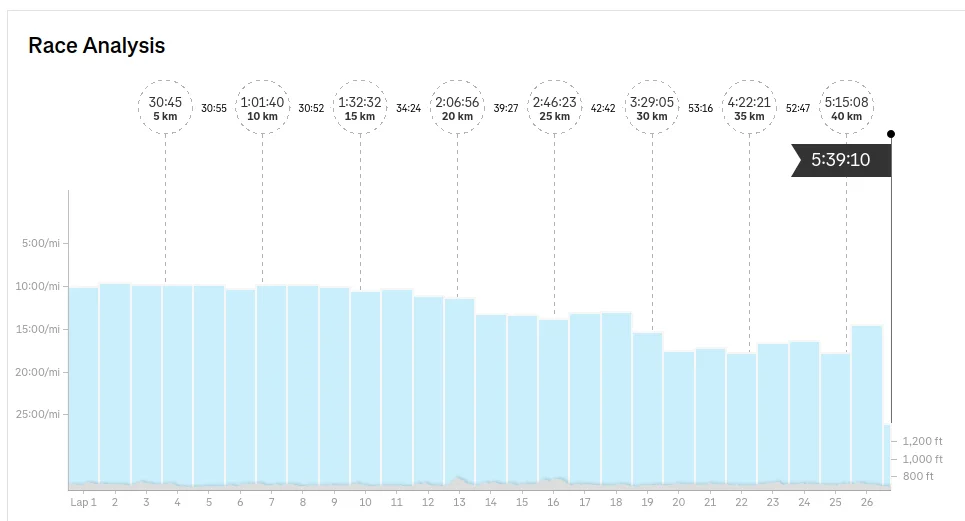 Race Analysis
30:45 30:55 1:01:40 30:52 1:32:32 34:24 2:06:56 39:27 2:46:23 42:42 3:29:05 53:16 4:22:21 52:47 5:15:08
5 km 10 km 15 km 20 km 25 km 30 km 35 km 40 km
5:39:10
5:00/mi
10:00/mi
15:00/mi
20:00/mi
25:00/mi
1,200 ft
1,000 ft
800 ft
Lap 1 2 3 4 5 6 7 8 9 10 11 12 13 14 15 16 17 18 19 20 21 22 23 24 25 26